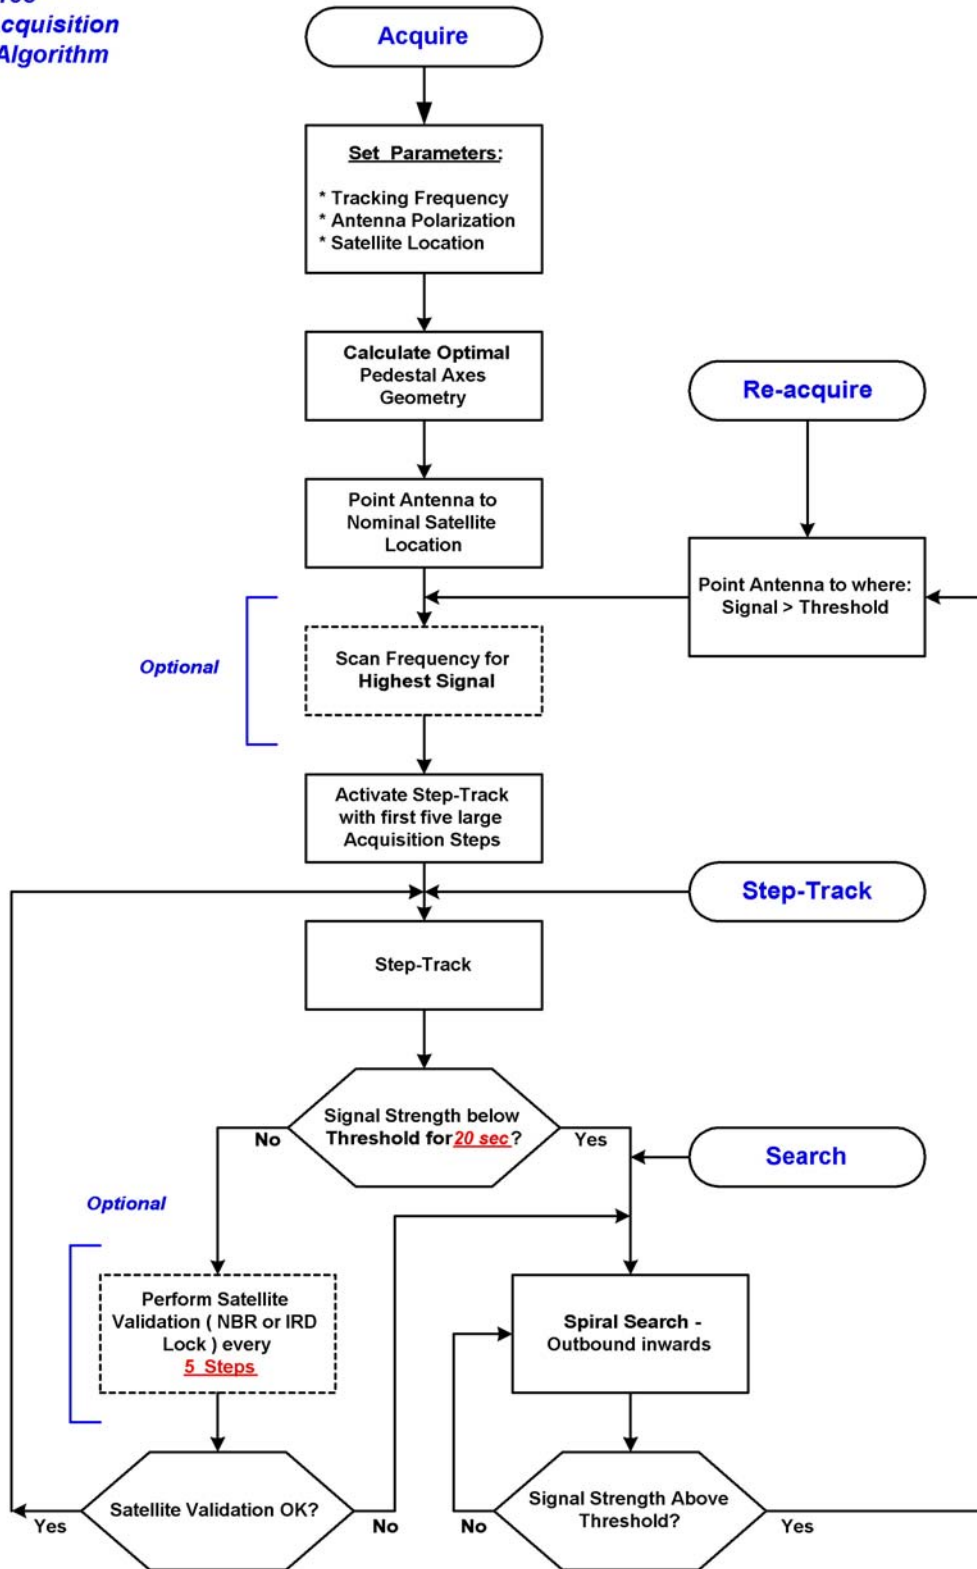 cquisition
Algorithm
Acquire
Set Parameters:
* Tracking Frequency
* Antenna Polarization
* Satellite Location
Calculate Optimal
Pedestal Axes
Geometry
Re-acquire
Point Antenna to
Nominal Satellite
Location
Point Antenna to where:
Signal > Threshold
Optional
Scan Frequency for
Highest Signal
Activate Step-Track
with first five large
Acquisition Steps
Step-Track
Step-Track
Signal Strength below
Threshold for 20 sec ?
No
Yes
Search
Optional
Perform Satellite
Validation ( NBR or IRD
Lock ) every
5 Steps
Spiral Search -
Outbound inwards
Satellite Validation OK?
Yes
No
Signal Strength Above
Threshold?
No
Yes